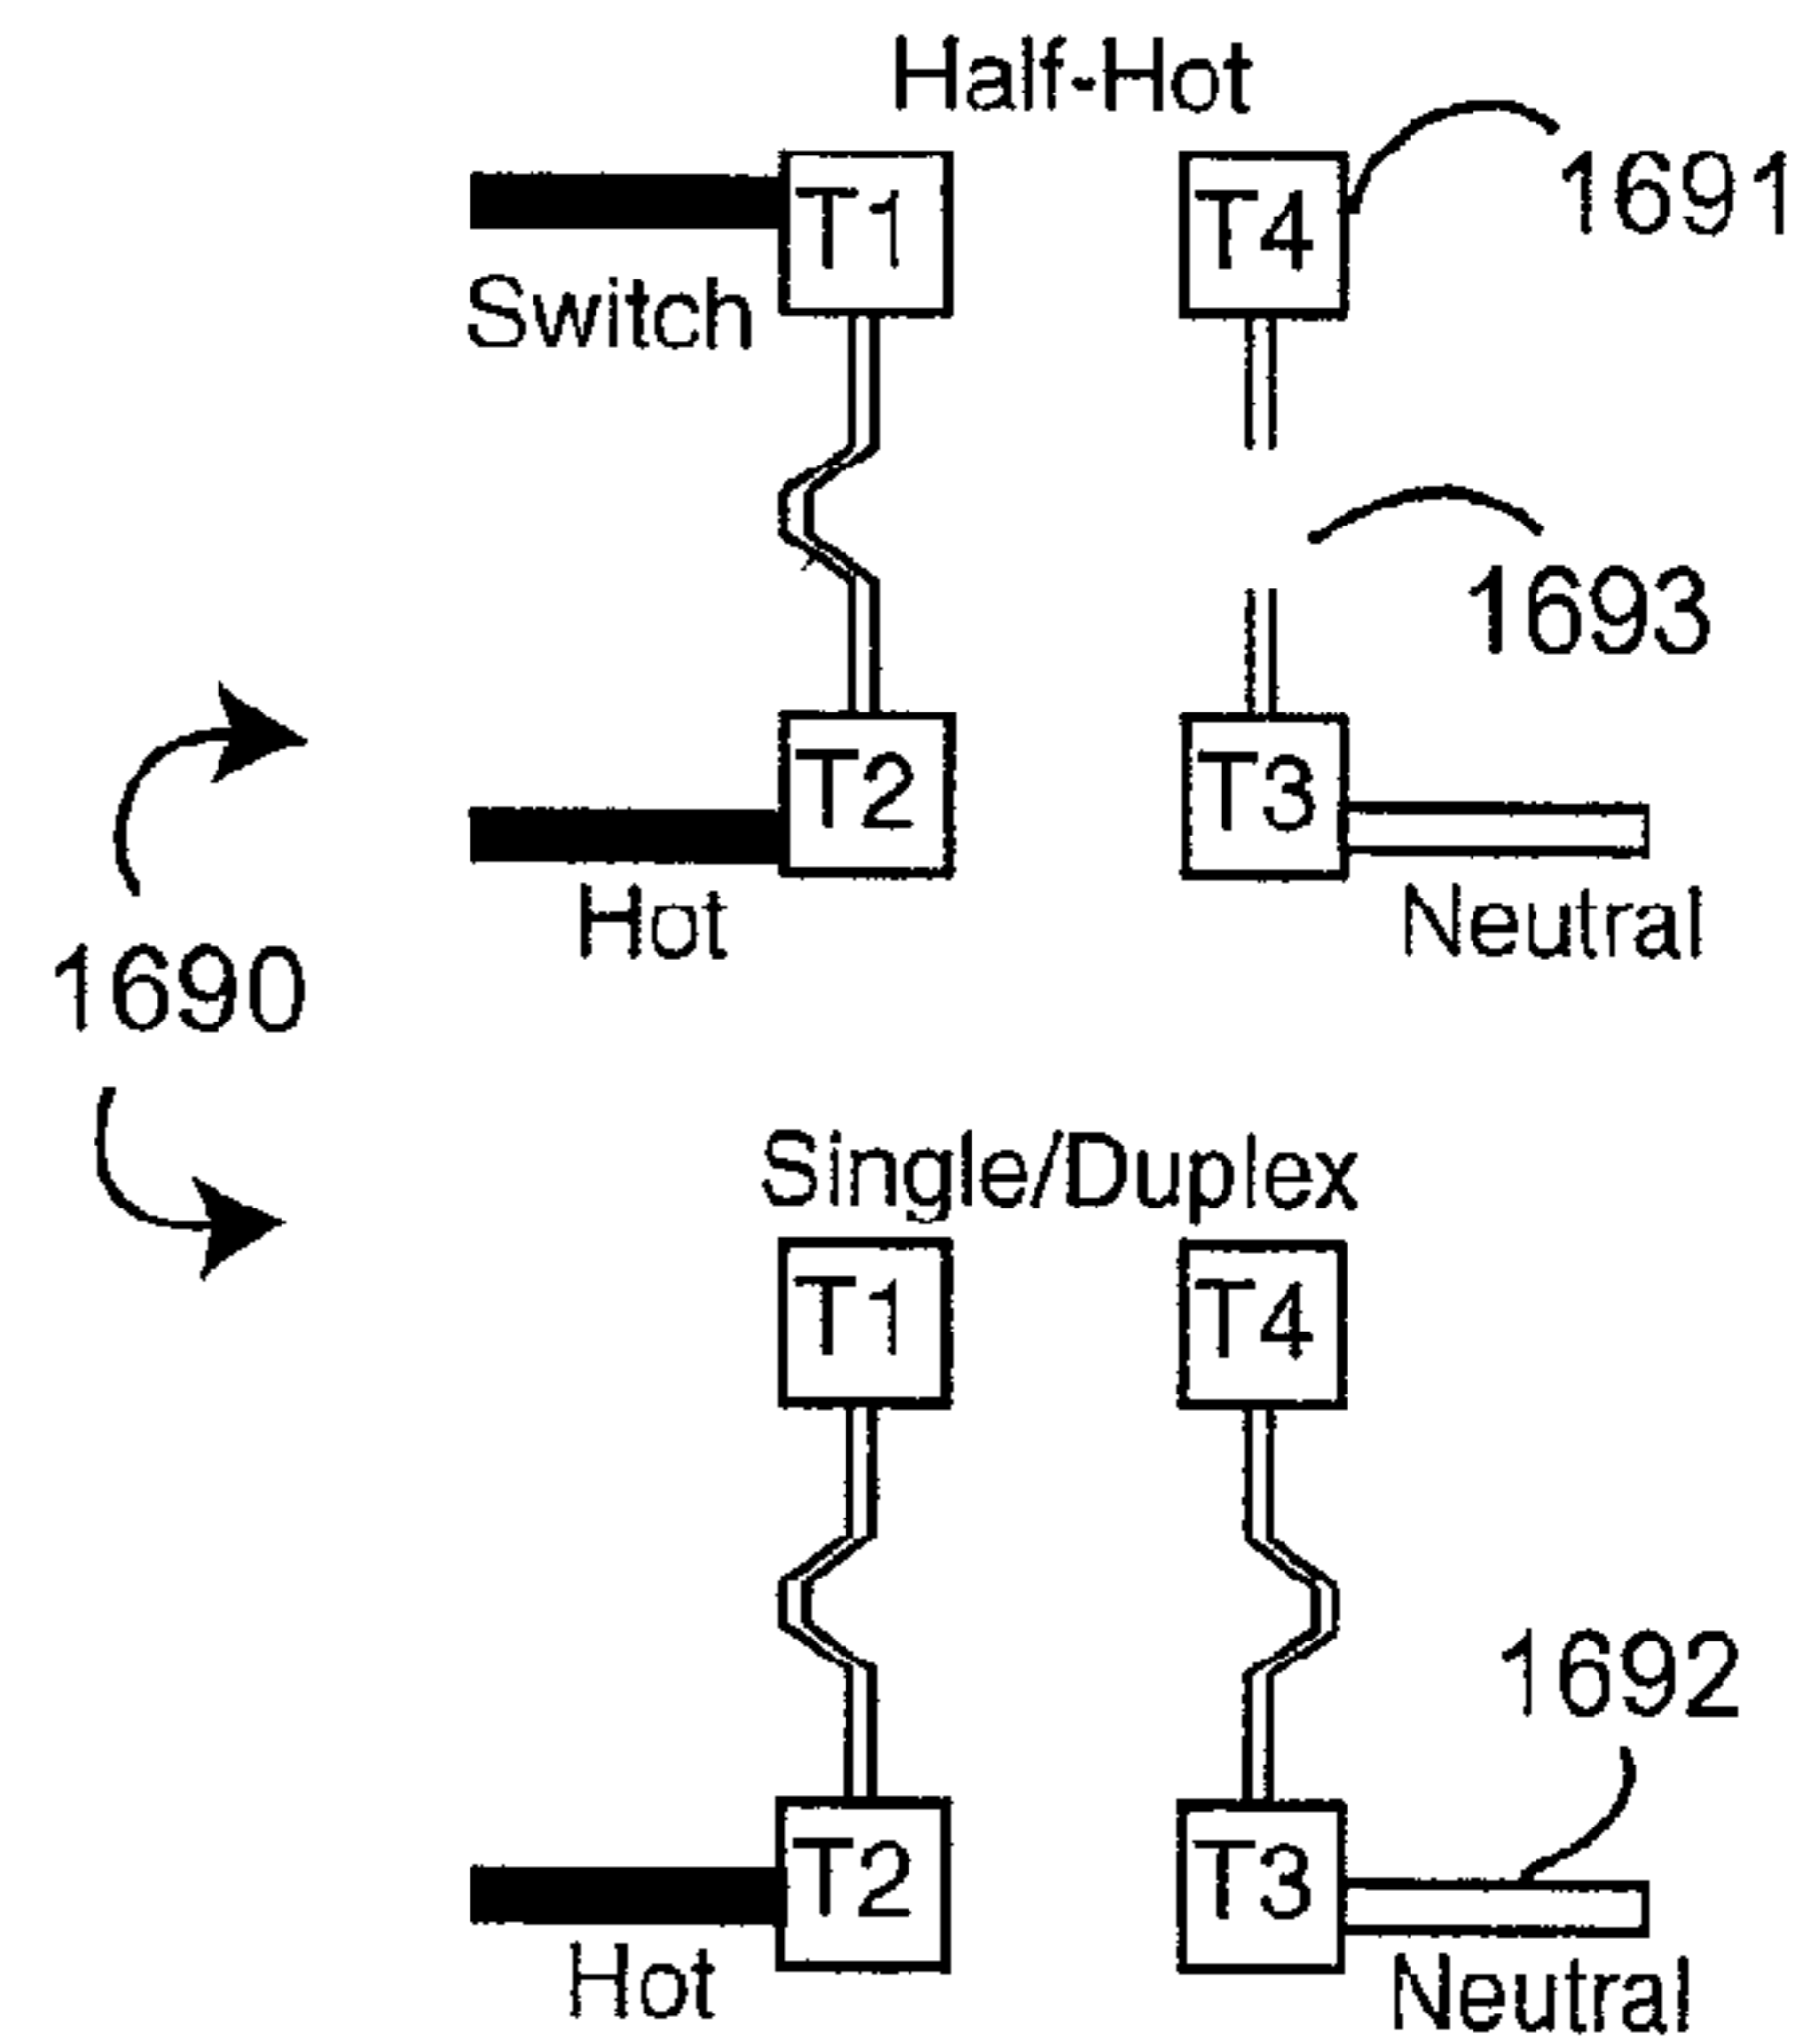 Half-Hot
T1
T4
1691
Switch
1693
T2
T3
Hot
Neutral
1690
Single/Duplex
T1
T4
1692
T2
T3
Hot
Neutral